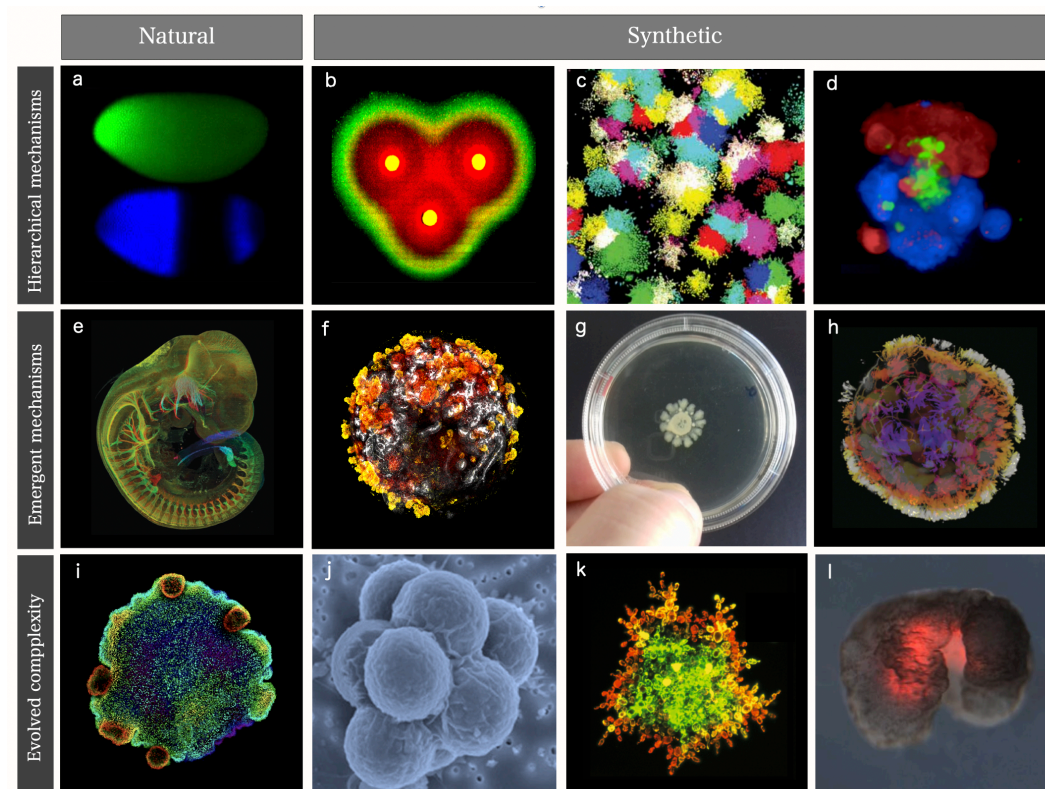 Natural
Synthetic
Hierarchical mechanisms
a
b
c
d
Emergent mechanisms
e
f
g
h
Evolved compplexity
i
j
k
l